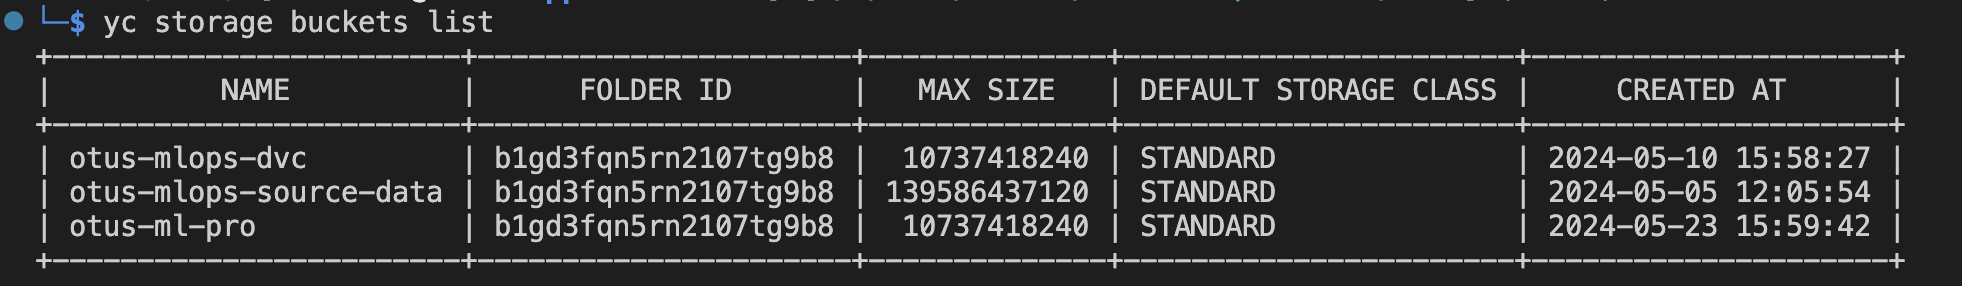 └─$ yc storage buckets list
+------------------------+----------------------+--------------+-----------------------+---------------------+
| NAME | FOLDER ID | MAX SIZE | DEFAULT STORAGE CLASS | CREATED AT |
+------------------------+----------------------+--------------+-----------------------+---------------------+
| otus-mlops-dvc | b1gd3fqn5rn2107tg9b8 | 10737418240 | STANDARD | 2024-05-10 15:58:27 |
| otus-mlops-source-data | b1gd3fqn5rn2107tg9b8 | 139586437120 | STANDARD | 2024-05-05 12:05:54 |
| otus-ml-pro | b1gd3fqn5rn2107tg9b8 | 10737418240 | STANDARD | 2024-05-23 15:59:42 |
+------------------------+----------------------+--------------+-----------------------+---------------------+